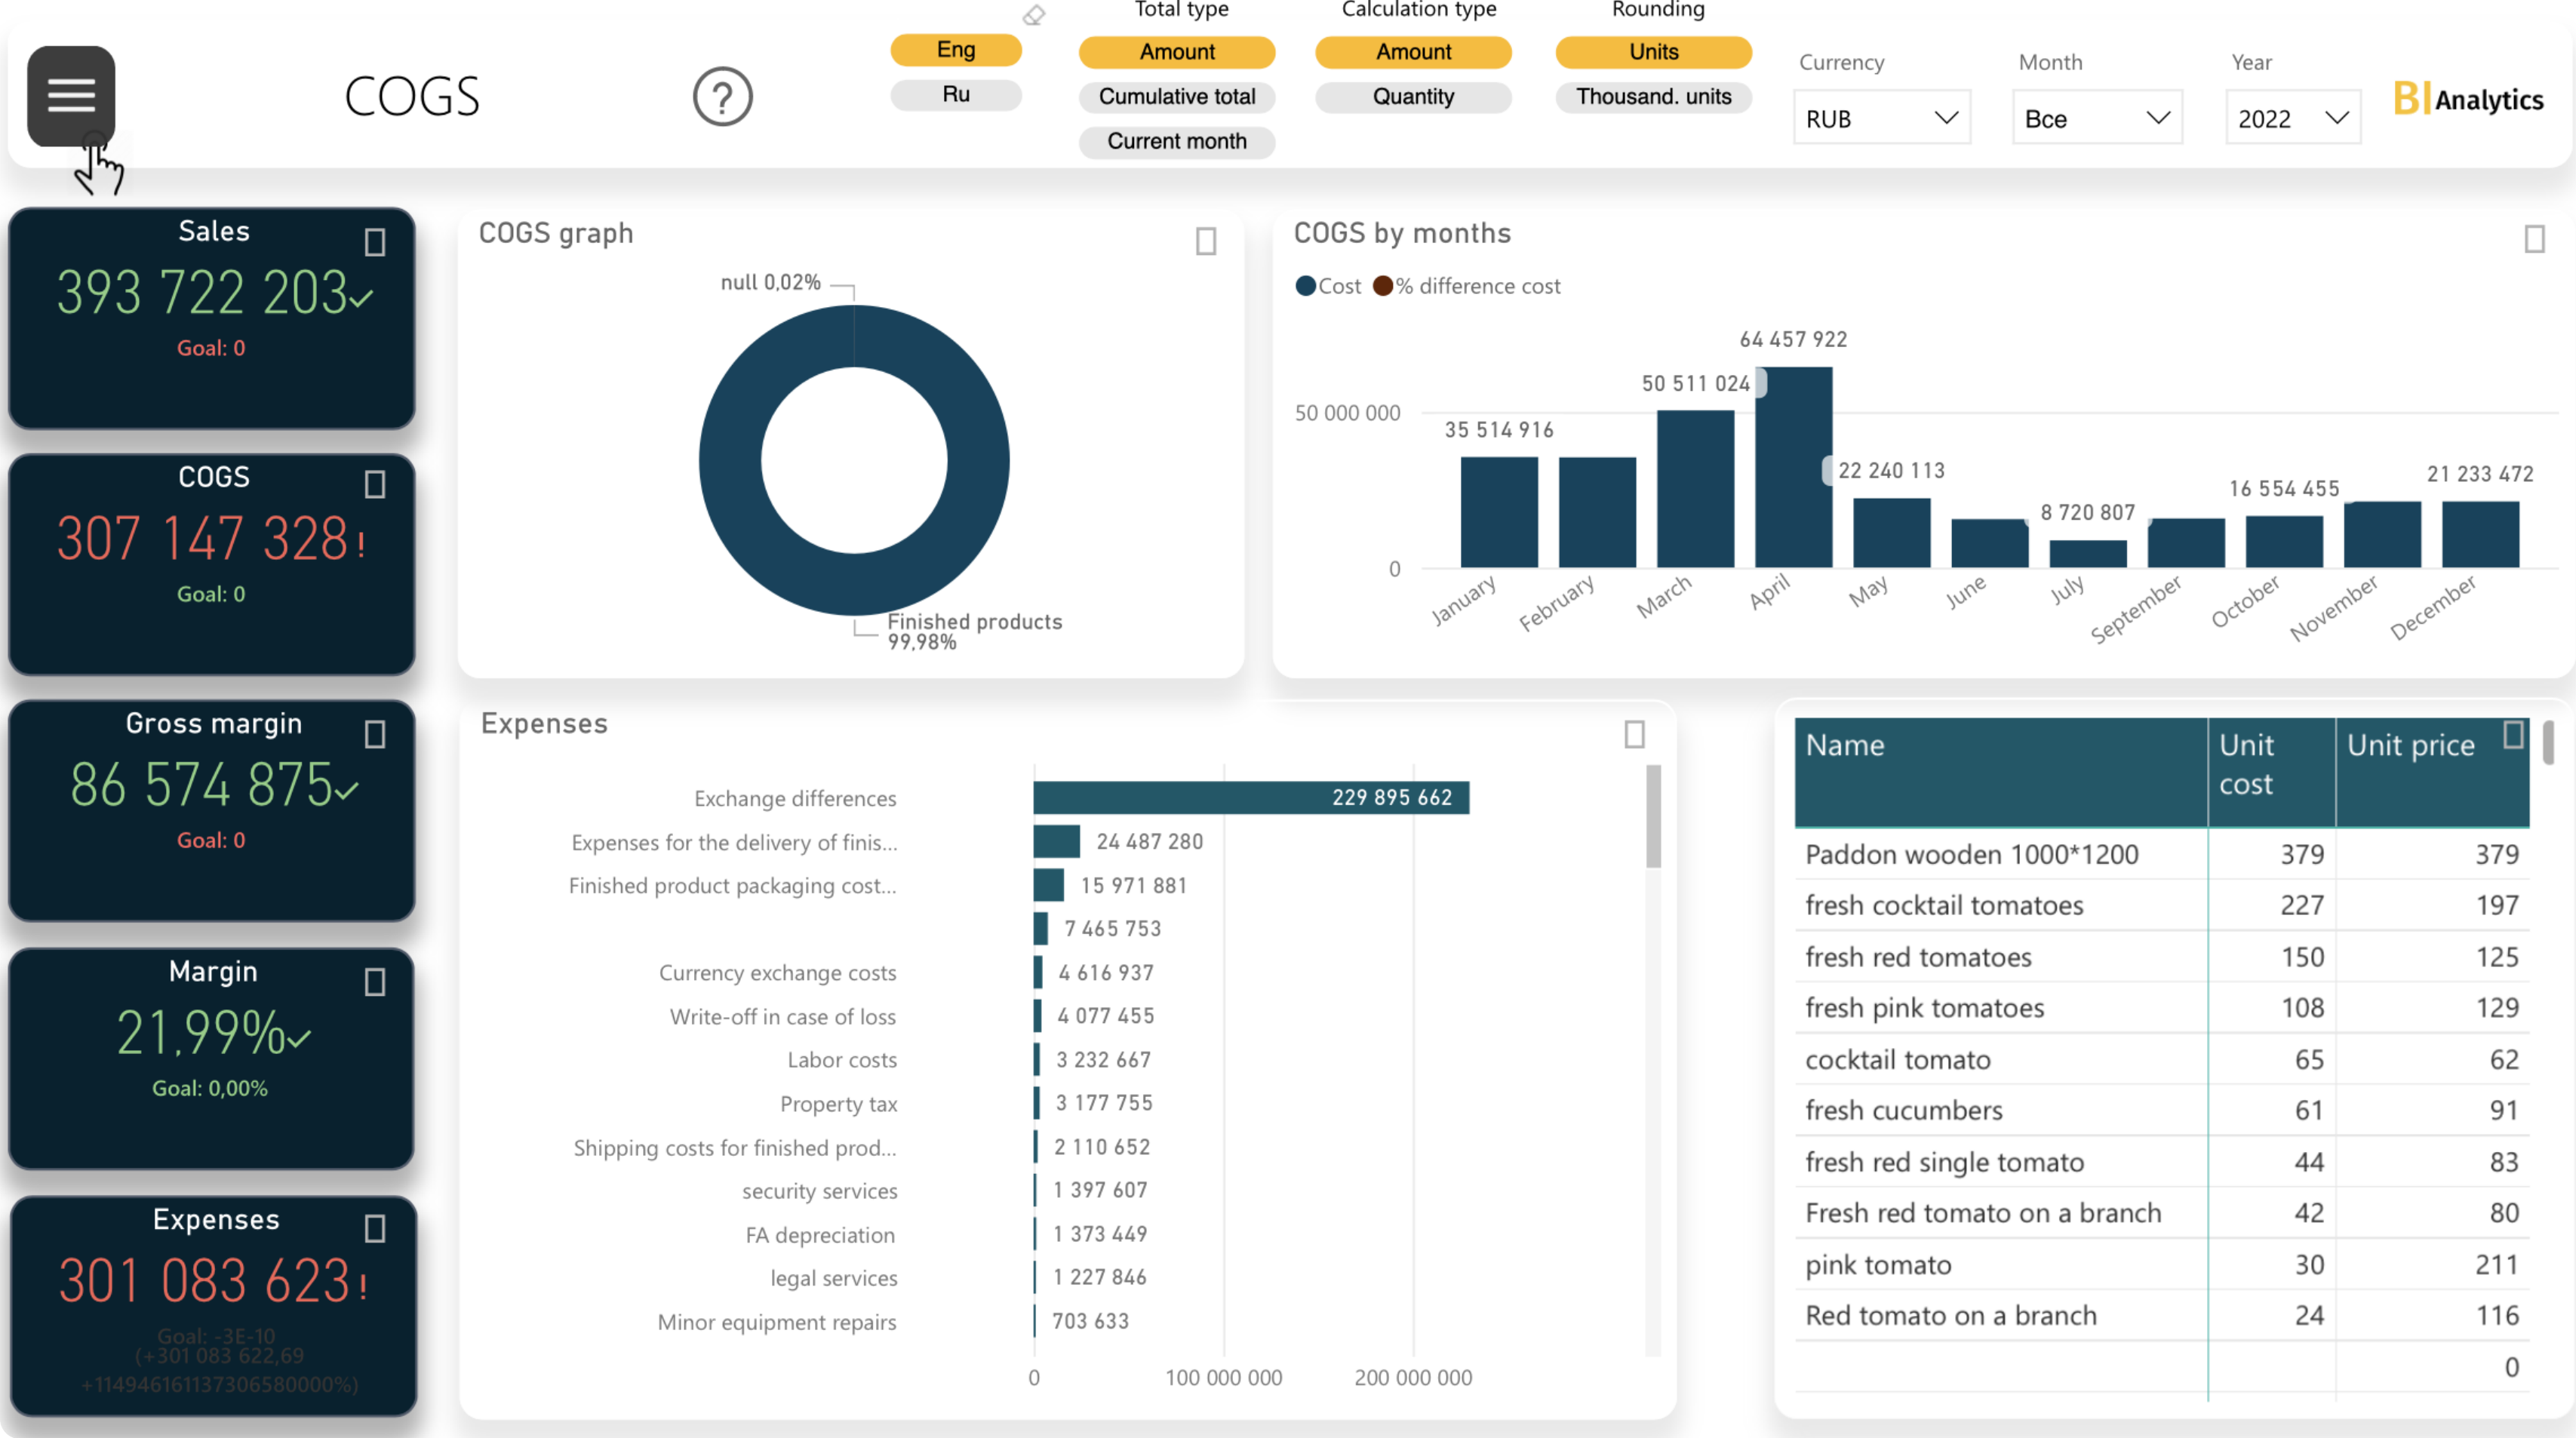 Total type
Calculation type
Rounding
Eng
Ru
Amount
Cumulative total
Current month
Amount
Quantity
Units
Thousand. units
COGS
?
Currency
RUB
Month
Все
Year
2022
BI Analytics
Sales
393 722 203
Goal: 0
COGS
307 147 328!
Goal: 0
Gross margin
86 574 875
Goal: 0
Margin
21,99%
Goal: 0,00%
Expenses
301 083 623!
Goal: -3E-10
(+301 083 622,69
+114946161137306580000%)
COGS graph
null 0,02%
Finished products
99,98%
COGS by months
Cost
% difference cost
50 000 000
0
35 514 916
50 511 024
64 457 922
22 240 113
8 720 807
16 554 455
21 233 472
January
February
March
April
May
June
July
September
October
November
December
Expenses
Exchange differences 229 895 662
Expenses for the delivery of finis... 24 487 280
Finished product packaging cost... 15 971 881
7 465 753
Currency exchange costs 4 616 937
Write-off in case of loss 4 077 455
Labor costs 3 232 667
Property tax 3 177 755
Shipping costs for finished prod... 2 110 652
security services 1 397 607
FA depreciation 1 373 449
legal services 1 227 846
Minor equipment repairs 703 633
0 100 000 000 200 000 000
Name Unit cost Unit price
Paddon wooden 1000*1200 379 379
fresh cocktail tomatoes 227 197
fresh red tomatoes 150 125
fresh pink tomatoes 108 129
cocktail tomato 65 62
fresh cucumbers 61 91
fresh red single tomato 44 83
Fresh red tomato on a branch 42 80
pink tomato 30 211
Red tomato on a branch 24 116
0